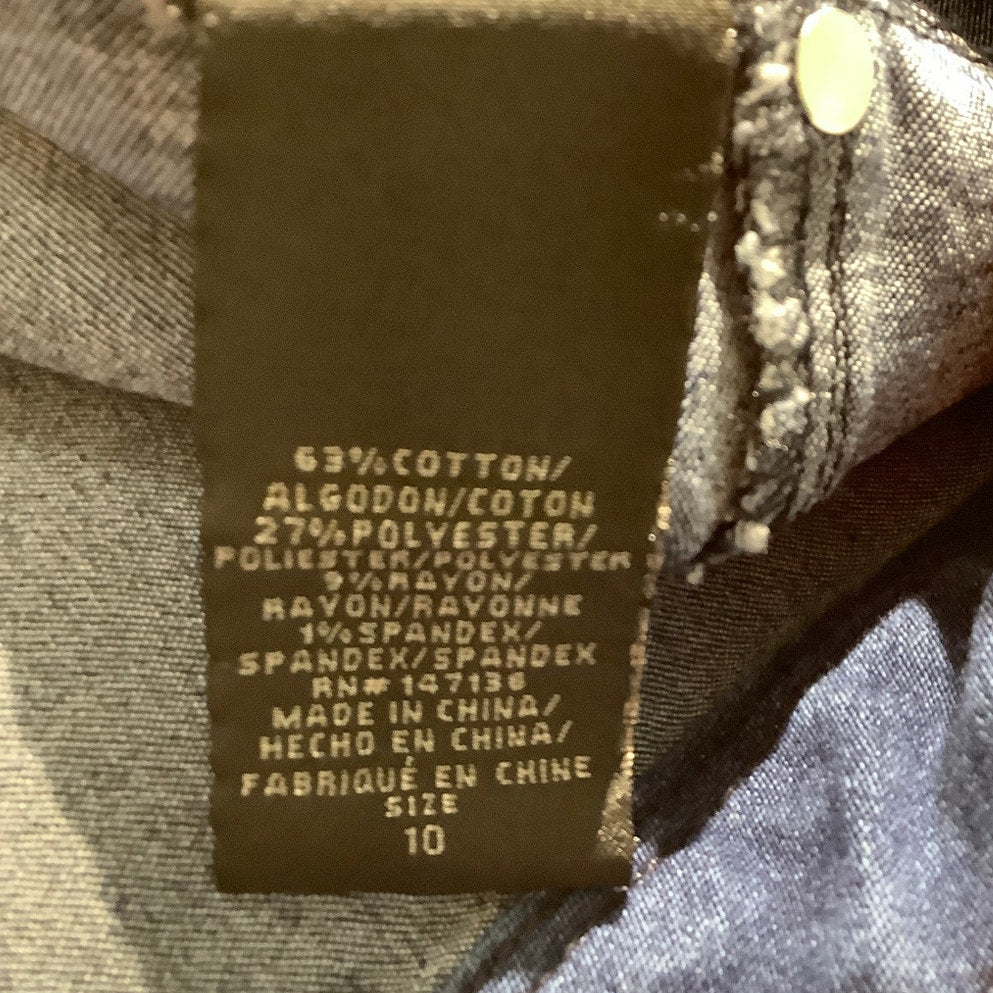 63% COTTON/
ALGODON/COTON
27% POLYESTER/
POLIESTER/POLYESTER
9% RAYON/
RAYON/RAYONNE
1% SPANDEX/
SPANDEX/SPANDEX
RN# 147136
MADE IN CHINA/
HECHO EN CHINA/
FABRIQUÉ EN CHINE
SIZE
10